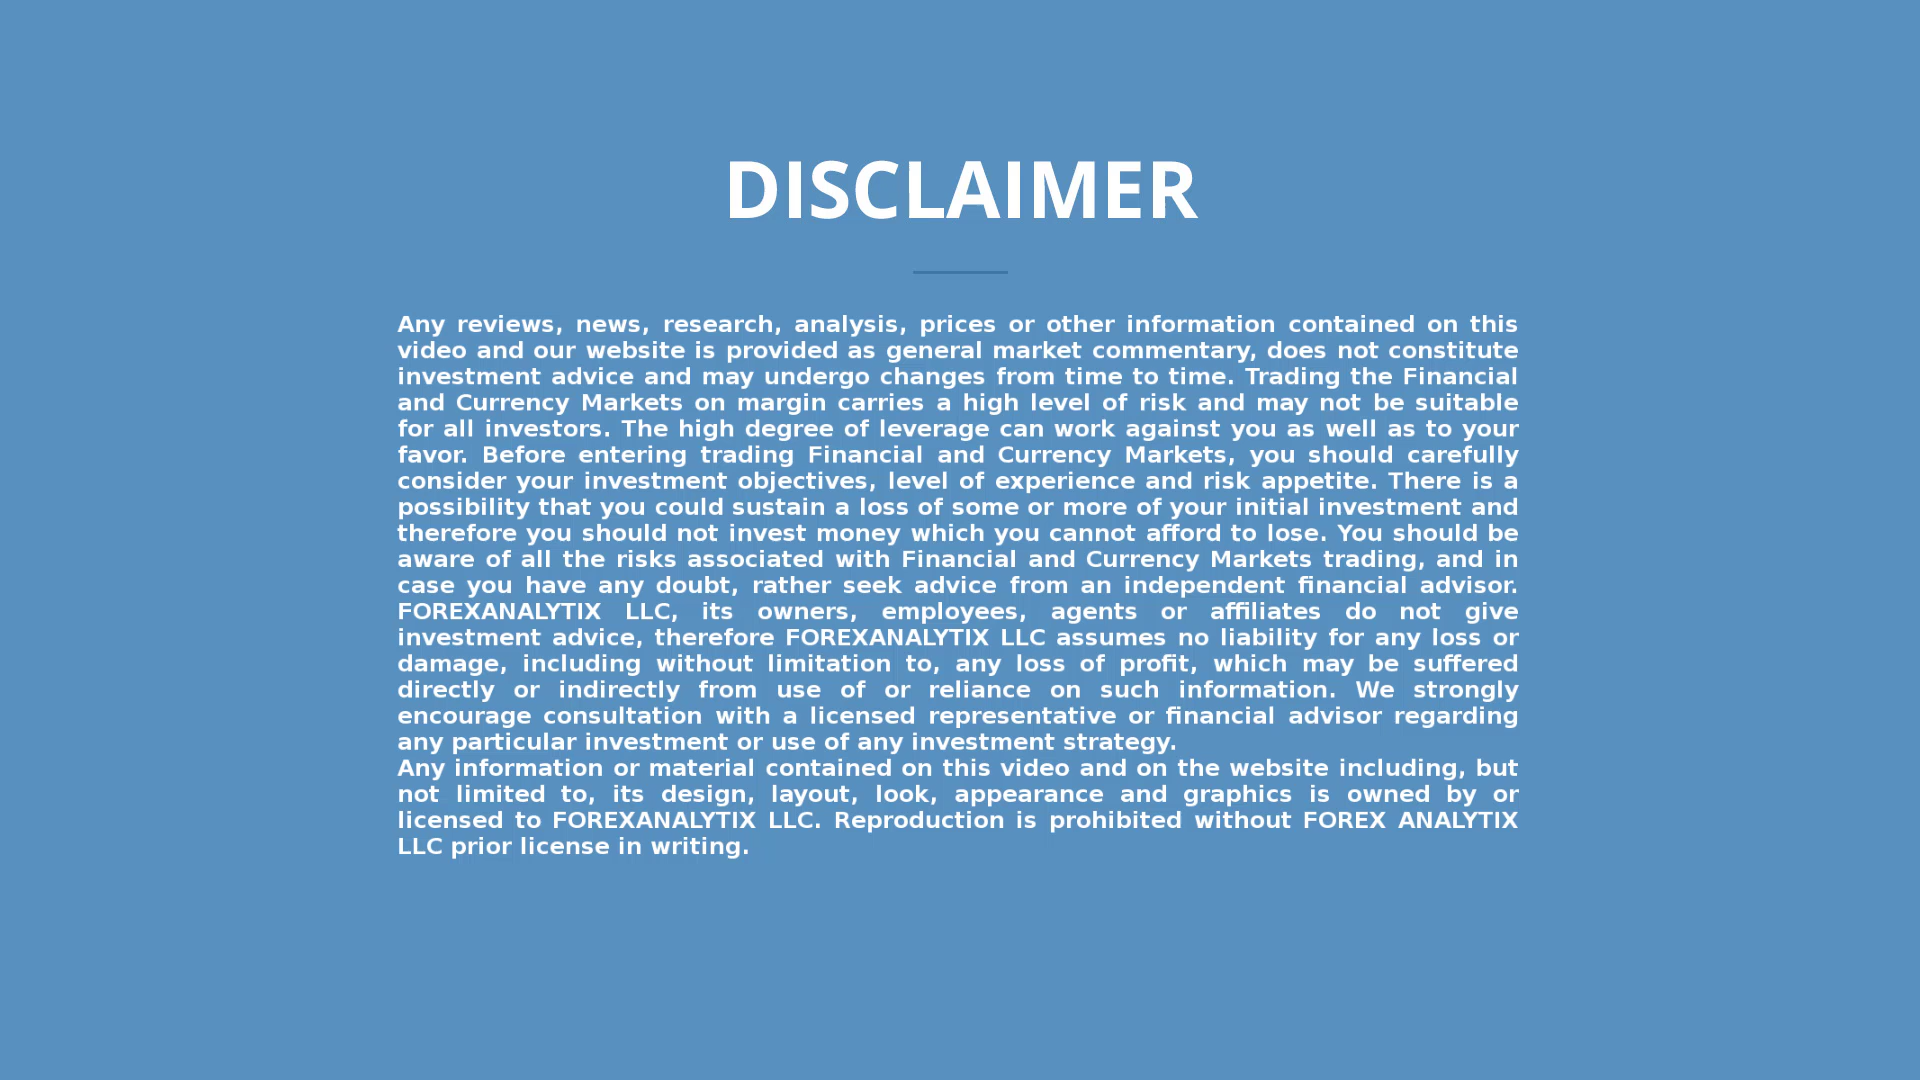 DISCLAIMER
Any reviews, news, research, analysis, prices or other information contained on this
video and our website is provided as general market commentary, does not constitute
investment advice and may undergo changes from time to time. Trading the Financial
and Currency Markets on margin carries a high level of risk and may not be suitable
for all investors. The high degree of leverage can work against you as well as to your
favor. Before entering trading Financial and Currency Markets, you should carefully
consider your investment objectives, level of experience and risk appetite. There is a
possibility that you could sustain a loss of some or more of your initial investment and
therefore you should not invest money which you cannot afford to lose. You should be
aware of all the risks associated with Financial and Currency Markets trading, and in
case you have any doubt, rather seek advice from an independent financial advisor.
FOREXANALYTIX LLC, its owners, employees, agents or affiliates do not give
investment advice, therefore FOREXANALYTIX LLC assumes no liability for any loss or
damage, including without limitation to, any loss of profit, which may be suffered
directly or indirectly from use of or reliance on such information. We strongly
encourage consultation with a licensed representative or financial advisor regarding
any particular investment or use of any investment strategy.
Any information or material contained on this video and on the website including, but
not limited to, its design, layout, look, appearance and graphics is owned by or
licensed to FOREXANALYTIX LLC. Reproduction is prohibited without FOREX ANALYTIX
LLC prior license in writing.